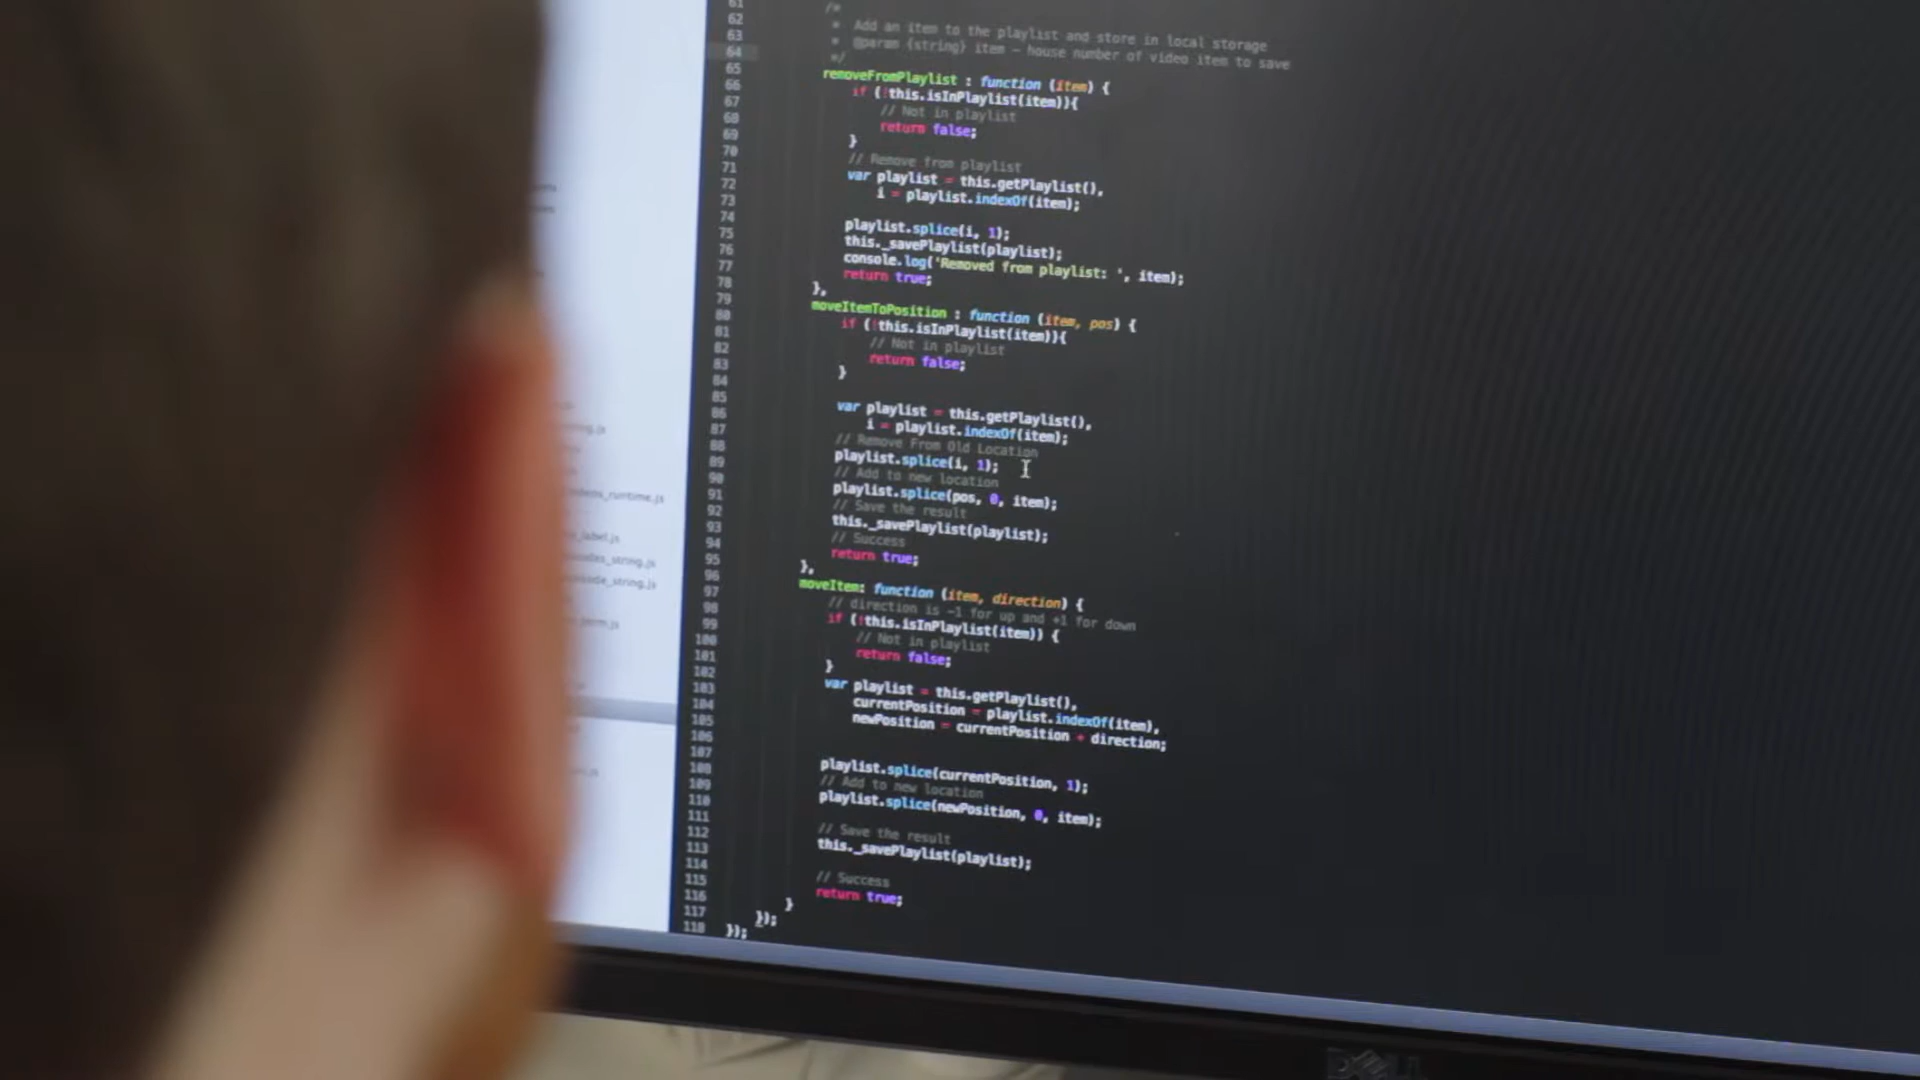 61
62 /*
63 * Add an item to the playlist and store in local storage
64 * @param {string} item – house number of video item to save
65 */
66 removeFromPlaylist : function (item) {
67 if (!this.isInPlaylist(item)){
68 // Not in playlist
69 return false;
70 }
71 // Remove from playlist
72 var playlist = this.getPlaylist(),
73 i = playlist.indexOf(item);
74
75 playlist.splice(i, 1);
76 this._savePlaylist(playlist);
77 console.log('Removed from playlist: ', item);
78 return true;
79 },
80 moveItemToPosition : function (item, pos) {
81 if (!this.isInPlaylist(item)){
82 // Not in playlist
83 return false;
84 }
85
86 var playlist = this.getPlaylist(),
87 i = playlist.indexOf(item);
88 // Remove From Old Location
89 playlist.splice(i, 1);
90 // Add to new location
91 playlist.splice(pos, 0, item);
92 // Save the result
93 this._savePlaylist(playlist);
94 // Success
95 return true;
96 },
97 moveItem: function (item, direction) {
98 // direction is -1 for up and +1 for down
99 if (!this.isInPlaylist(item)) {
100 // Not in playlist
101 return false;
102 }
103 var playlist = this.getPlaylist(),
104 currentPosition = playlist.indexOf(item),
105 newPosition = currentPosition + direction;
106
107
108 playlist.splice(currentPosition, 1);
109 // Add to new location
110 playlist.splice(newPosition, 0, item);
111
112 // Save the result
113 this._savePlaylist(playlist);
114
115 // Success
116 return true;
117 }
118 });
});
_runtime.js
_label.js
_string.js
_string.js
_term.js
DELL